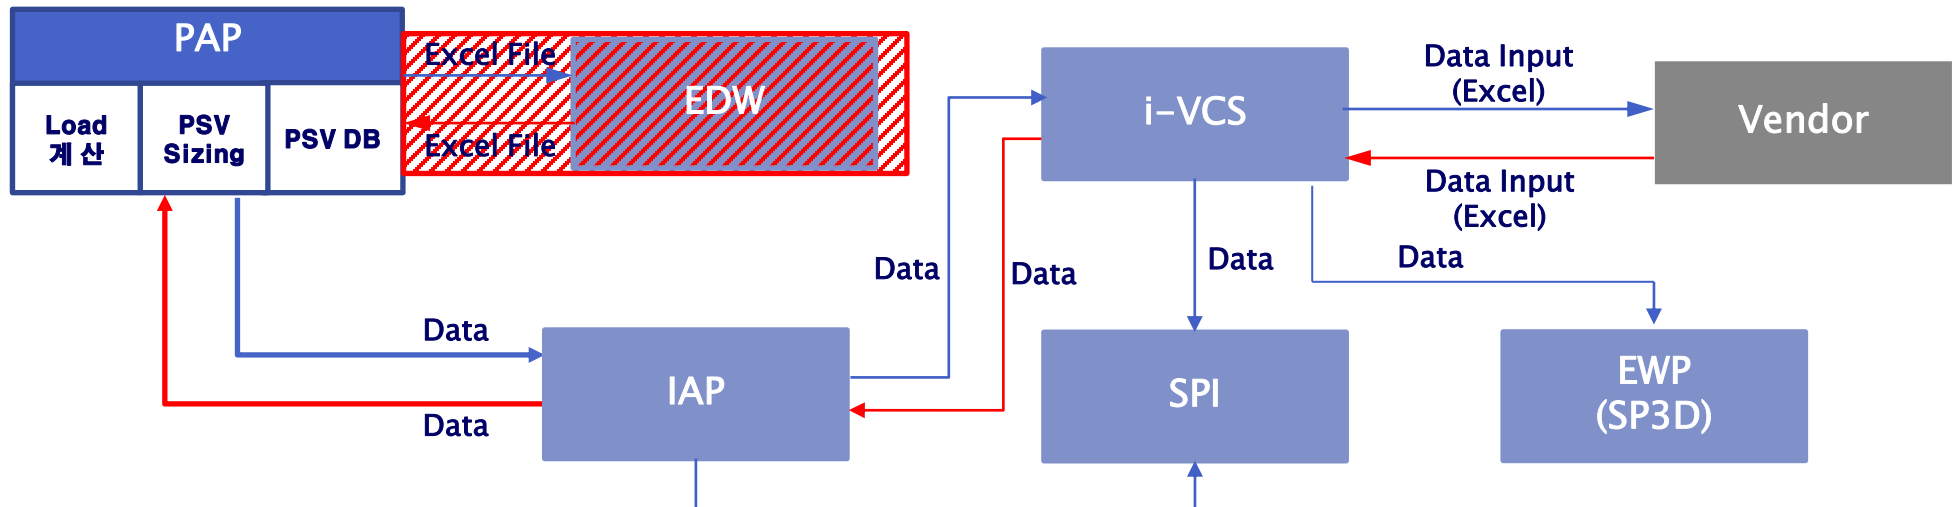 PAP
Load
계 산
PSV
Sizing
PSV DB
Excel File
EDW
Excel File
i-VCS
Data Input
(Excel)
Vendor
Data Input
(Excel)
Data
Data
Data
Data
Data
IAP
Data
SPI
EWP
(SP3D)